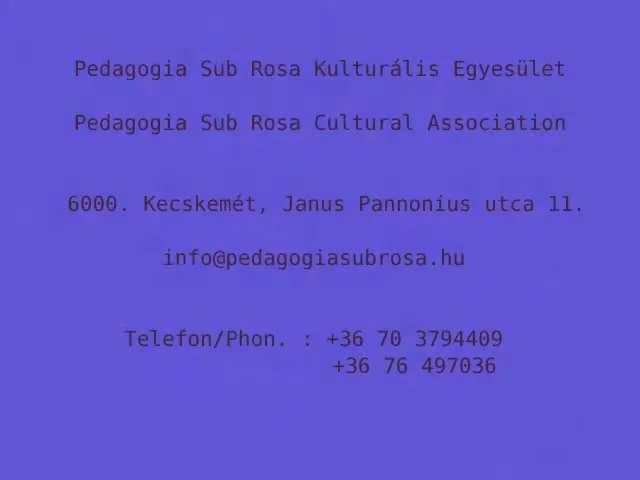 Pedagogia Sub Rosa Kulturális Egyesület
Pedagogia Sub Rosa Cultural Association
6000. Kecskemét, Janus Pannonius utca 11.
info@pedagogiasubrosa.hu
Telefon/Phon. : +36 70 3794409
+36 76 497036